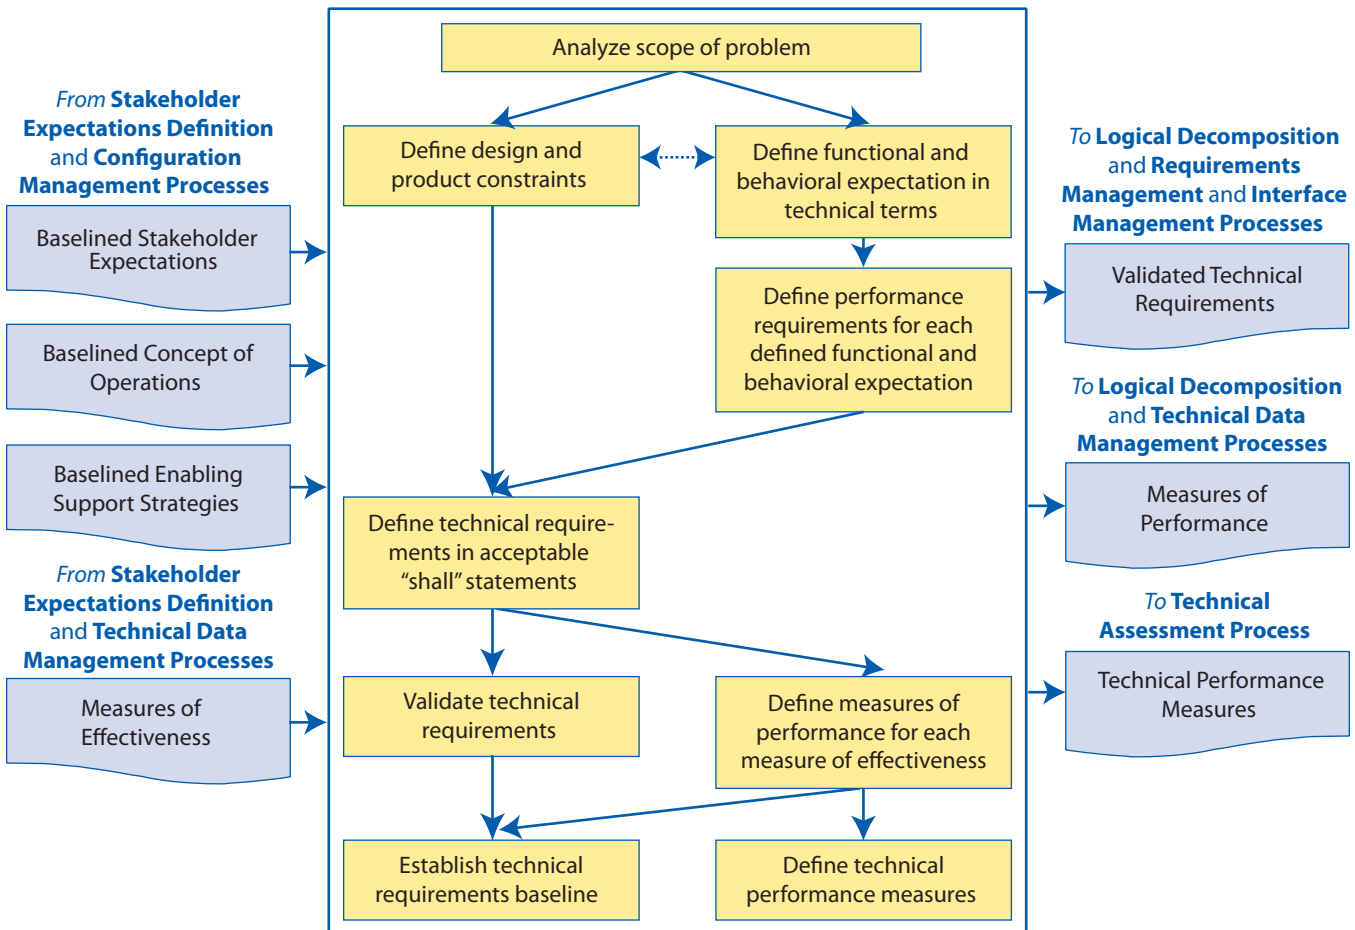 Analyze scope of problem
From Stakeholder
Expectations Definition
and Configuration
Management Processes
Baselined Stakeholder
Expectations
Baselined Concept of
Operations
Baselined Enabling
Support Strategies
From Stakeholder
Expectations Definition
and Technical Data
Management Processes
Measures of
Effectiveness
Define design and
product constraints
Define functional and
behavioral expectation in
technical terms
Define performance
requirements for each
defined functional and
behavioral expectation
Define technical require-
ments in acceptable
“shall” statements
Validate technical
requirements
Define measures of
performance for each
measure of effectiveness
Establish technical
requirements baseline
Define technical
performance measures
To Logical Decomposition
and Requirements
Management and Interface
Management Processes
Validated Technical
Requirements
To Logical Decomposition
and Technical Data
Management Processes
Measures of
Performance
To Technical
Assessment Process
Technical Performance
Measures